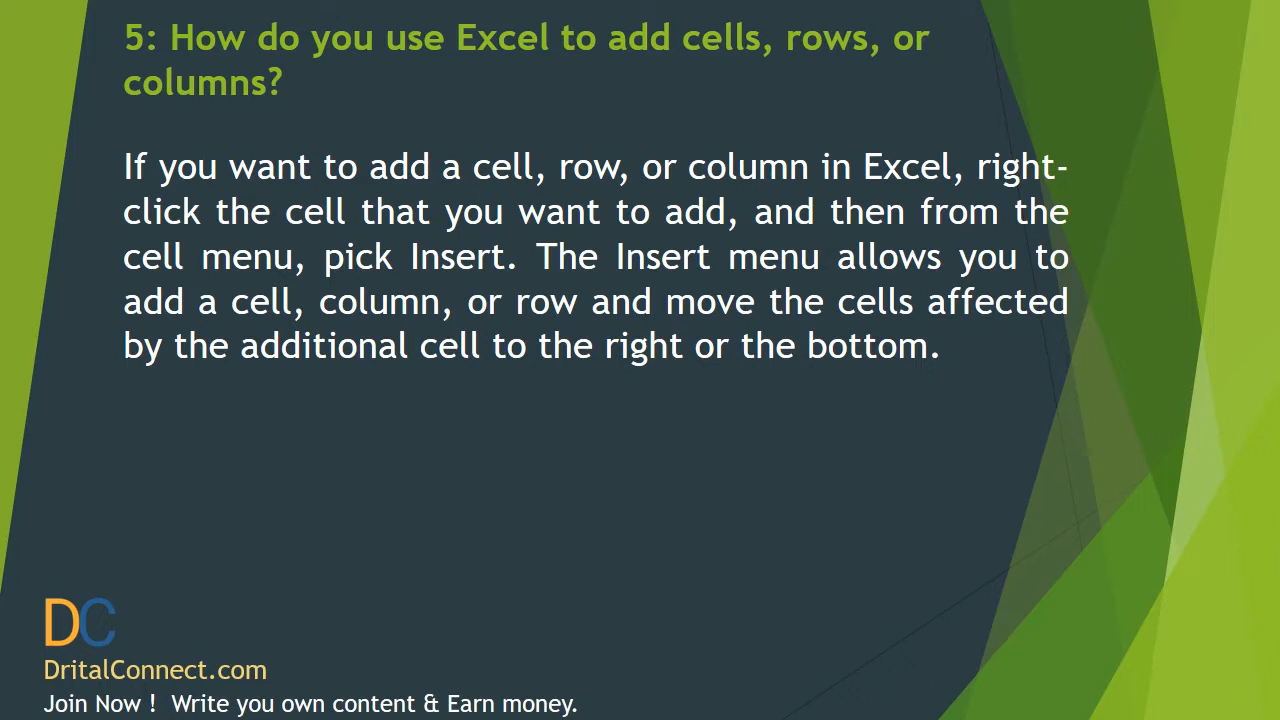 5: How do you use Excel to add cells, rows, or
columns?
If you want to add a cell, row, or column in Excel, right-
click the cell that you want to add, and then from the
cell menu, pick Insert. The Insert menu allows you to
add a cell, column, or row and move the cells affected
by the additional cell to the right or the bottom.
DC
DritalConnect.com
Join Now !  Write you own content & Earn money.